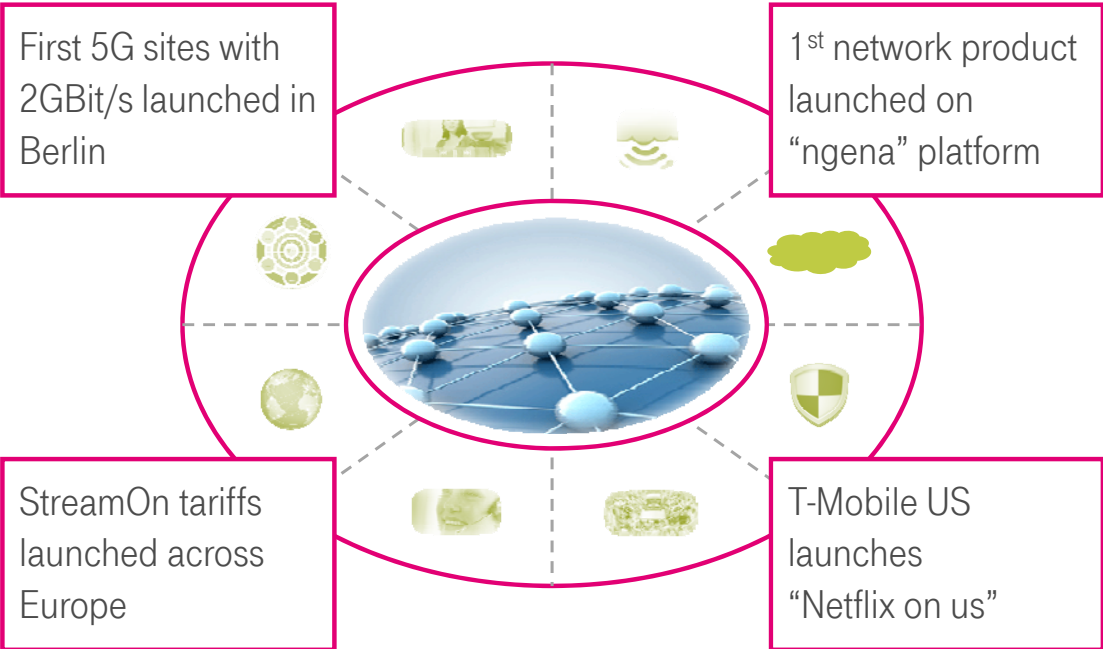 First 5G sites with
2GBit/s launched in
Berlin
1st network product
launched on
“ngena” platform
StreamOn tariffs
launched across
Europe
T-Mobile US
launches
“Netflix on us”